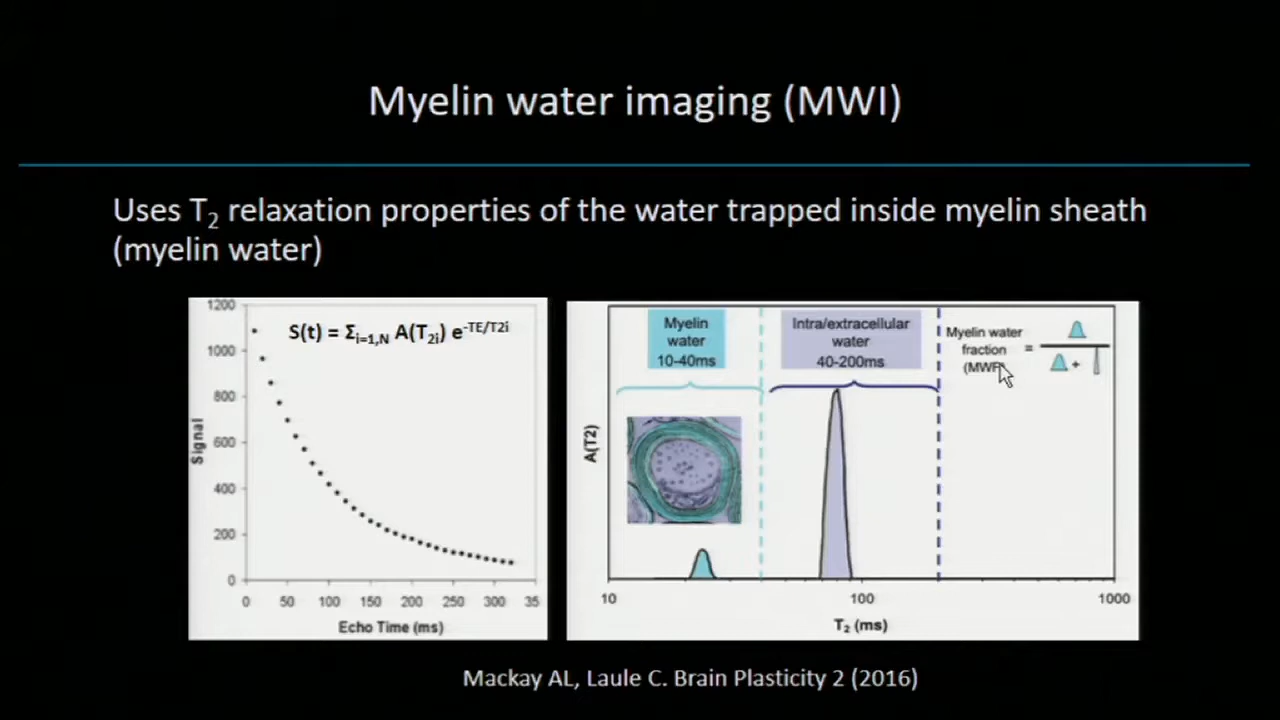 Myelin water imaging (MWI)
Uses T2 relaxation properties of the water trapped inside myelin sheath
(myelin water)
1200
1000
800
600
400
200
0
Signal
S(t) = Σi=1,N A(T2i) e-TE/T2i
0 50 100 150 200 250 300 35
Echo Time (ms)
Myelin
water
10-40ms
Intra/extracellular
water
40-200ms
Myelin water
fraction
(MWF)
=
+
A(T2)
10 100 1000
T2 (ms)
Mackay AL, Laule C. Brain Plasticity 2 (2016)